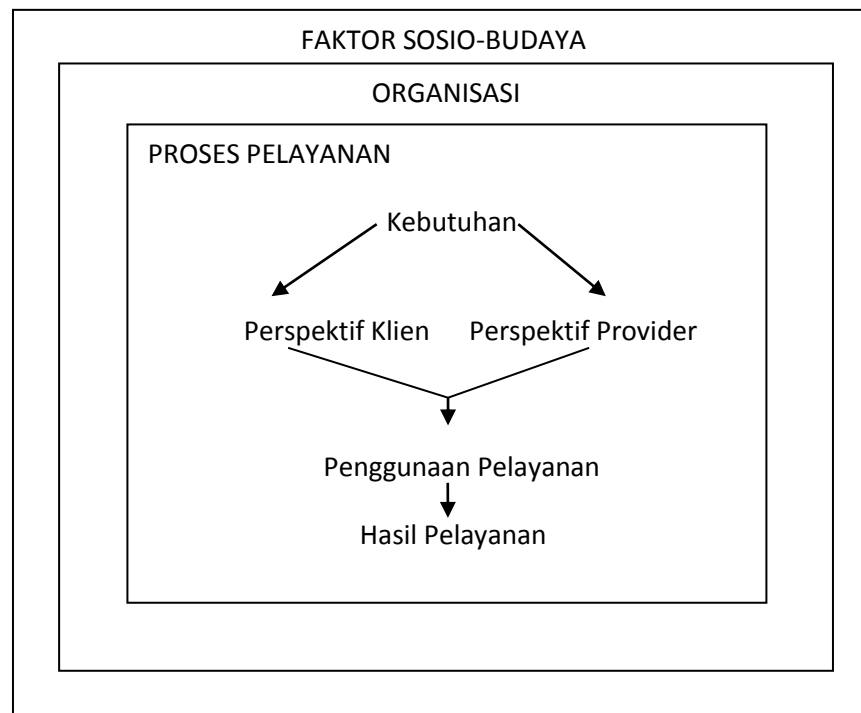 FAKTOR SOSIO-BUDAYA
ORGANISASI
PROSES PELAYANAN
Kebutuhan
Perspektif Klien Perspektif Provider
Penggunaan Pelayanan
Hasil Pelayanan